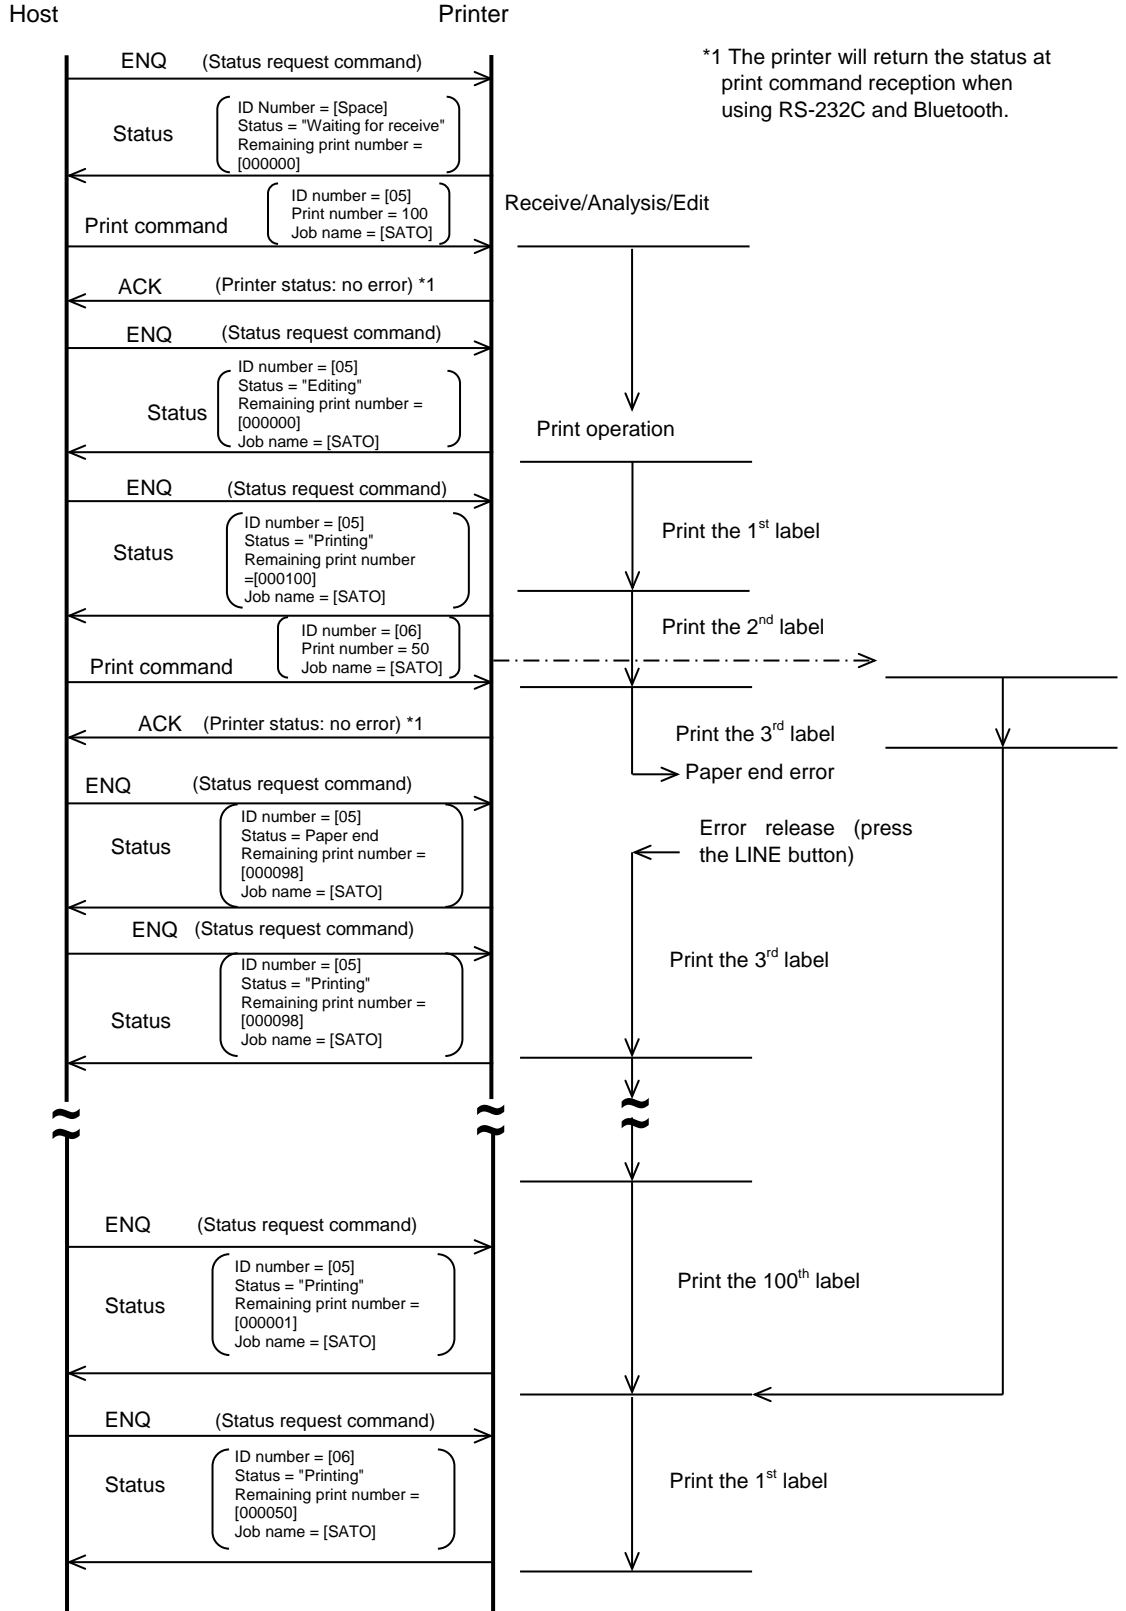 Host
Printer
*1 The printer will return the status at
print command reception when
using RS-232C and Bluetooth.
ENQ (Status request command)
Status
ID Number = [Space]
Status = "Waiting for receive"
Remaining print number =
[000000]
Print command
ID number = [05]
Print number = 100
Job name = [SATO]
Receive/Analysis/Edit
ACK (Printer status: no error) *1
ENQ (Status request command)
Status
ID number = [05]
Status = "Editing"
Remaining print number =
[000000]
Job name = [SATO]
Print operation
ENQ (Status request command)
Status
ID number = [05]
Status = "Printing"
Remaining print number
=[000100]
Job name = [SATO]
Print the 1st label
Print the 2nd label
Print command
ID number = [06]
Print number = 50
Job name = [SATO]
ACK (Printer status: no error) *1
Print the 3rd label
Paper end error
ENQ (Status request command)
Status
ID number = [05]
Status = Paper end
Remaining print number =
[000098]
Job name = [SATO]
Error release (press
the LINE button)
ENQ (Status request command)
Status
ID number = [05]
Status = "Printing"
Remaining print number =
[000098]
Job name = [SATO]
Print the 3rd label
ENQ (Status request command)
Status
ID number = [05]
Status = "Printing"
Remaining print number =
[000001]
Job name = [SATO]
Print the 100th label
ENQ (Status request command)
Status
ID number = [06]
Status = "Printing"
Remaining print number =
[000050]
Job name = [SATO]
Print the 1st label